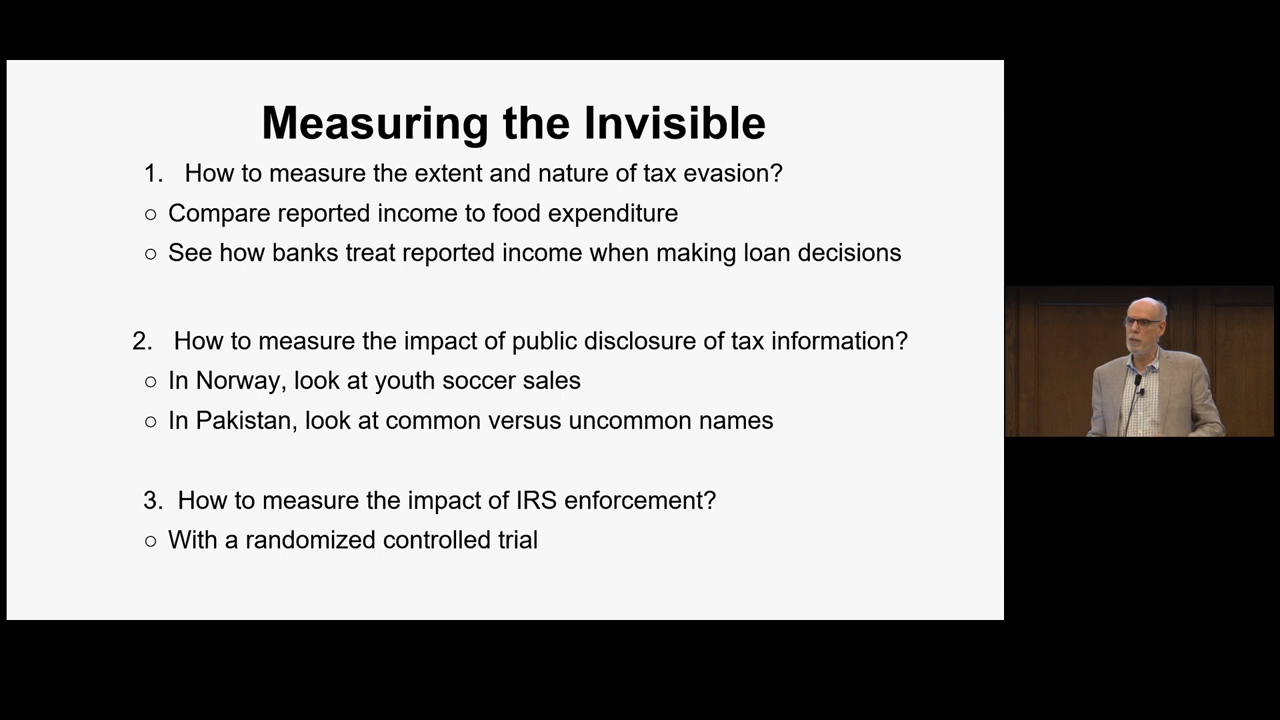 Measuring the Invisible
1. How to measure the extent and nature of tax evasion?
○ Compare reported income to food expenditure
○ See how banks treat reported income when making loan decisions
2. How to measure the impact of public disclosure of tax information?
○ In Norway, look at youth soccer sales
○ In Pakistan, look at common versus uncommon names
3. How to measure the impact of IRS enforcement?
○ With a randomized controlled trial